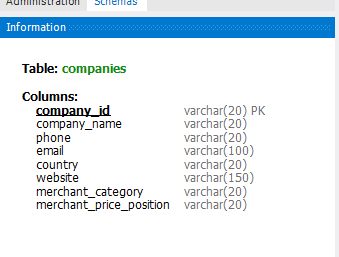 Administration Schemas
Information
Table: companies
Columns:
company_id varchar(20) PK
company_name varchar(20)
phone varchar(20)
email varchar(100)
country varchar(20)
website varchar(150)
merchant_category varchar(20)
merchant_price_position varchar(20)